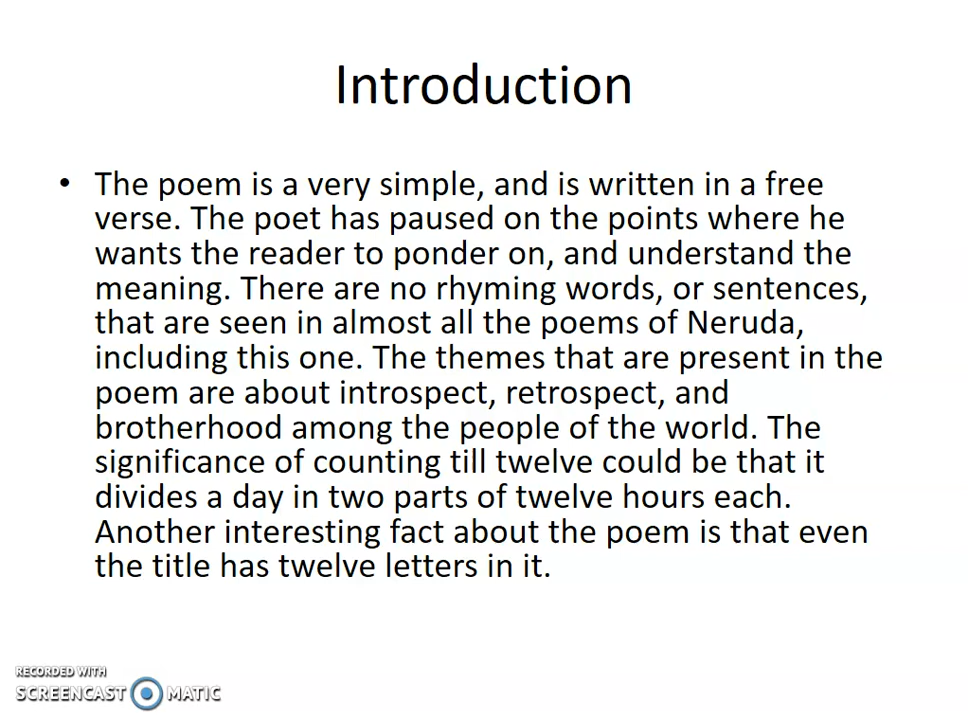 Introduction
• The poem is a very simple, and is written in a free
verse. The poet has paused on the points where he
wants the reader to ponder on, and understand the
meaning. There are no rhyming words, or sentences,
that are seen in almost all the poems of Neruda,
including this one. The themes that are present in the
poem are about introspect, retrospect, and
brotherhood among the people of the world. The
significance of counting till twelve could be that it
divides a day in two parts of twelve hours each.
Another interesting fact about the poem is that even
the title has twelve letters in it.
RECORDED WITH
SCREENCAST MATIC